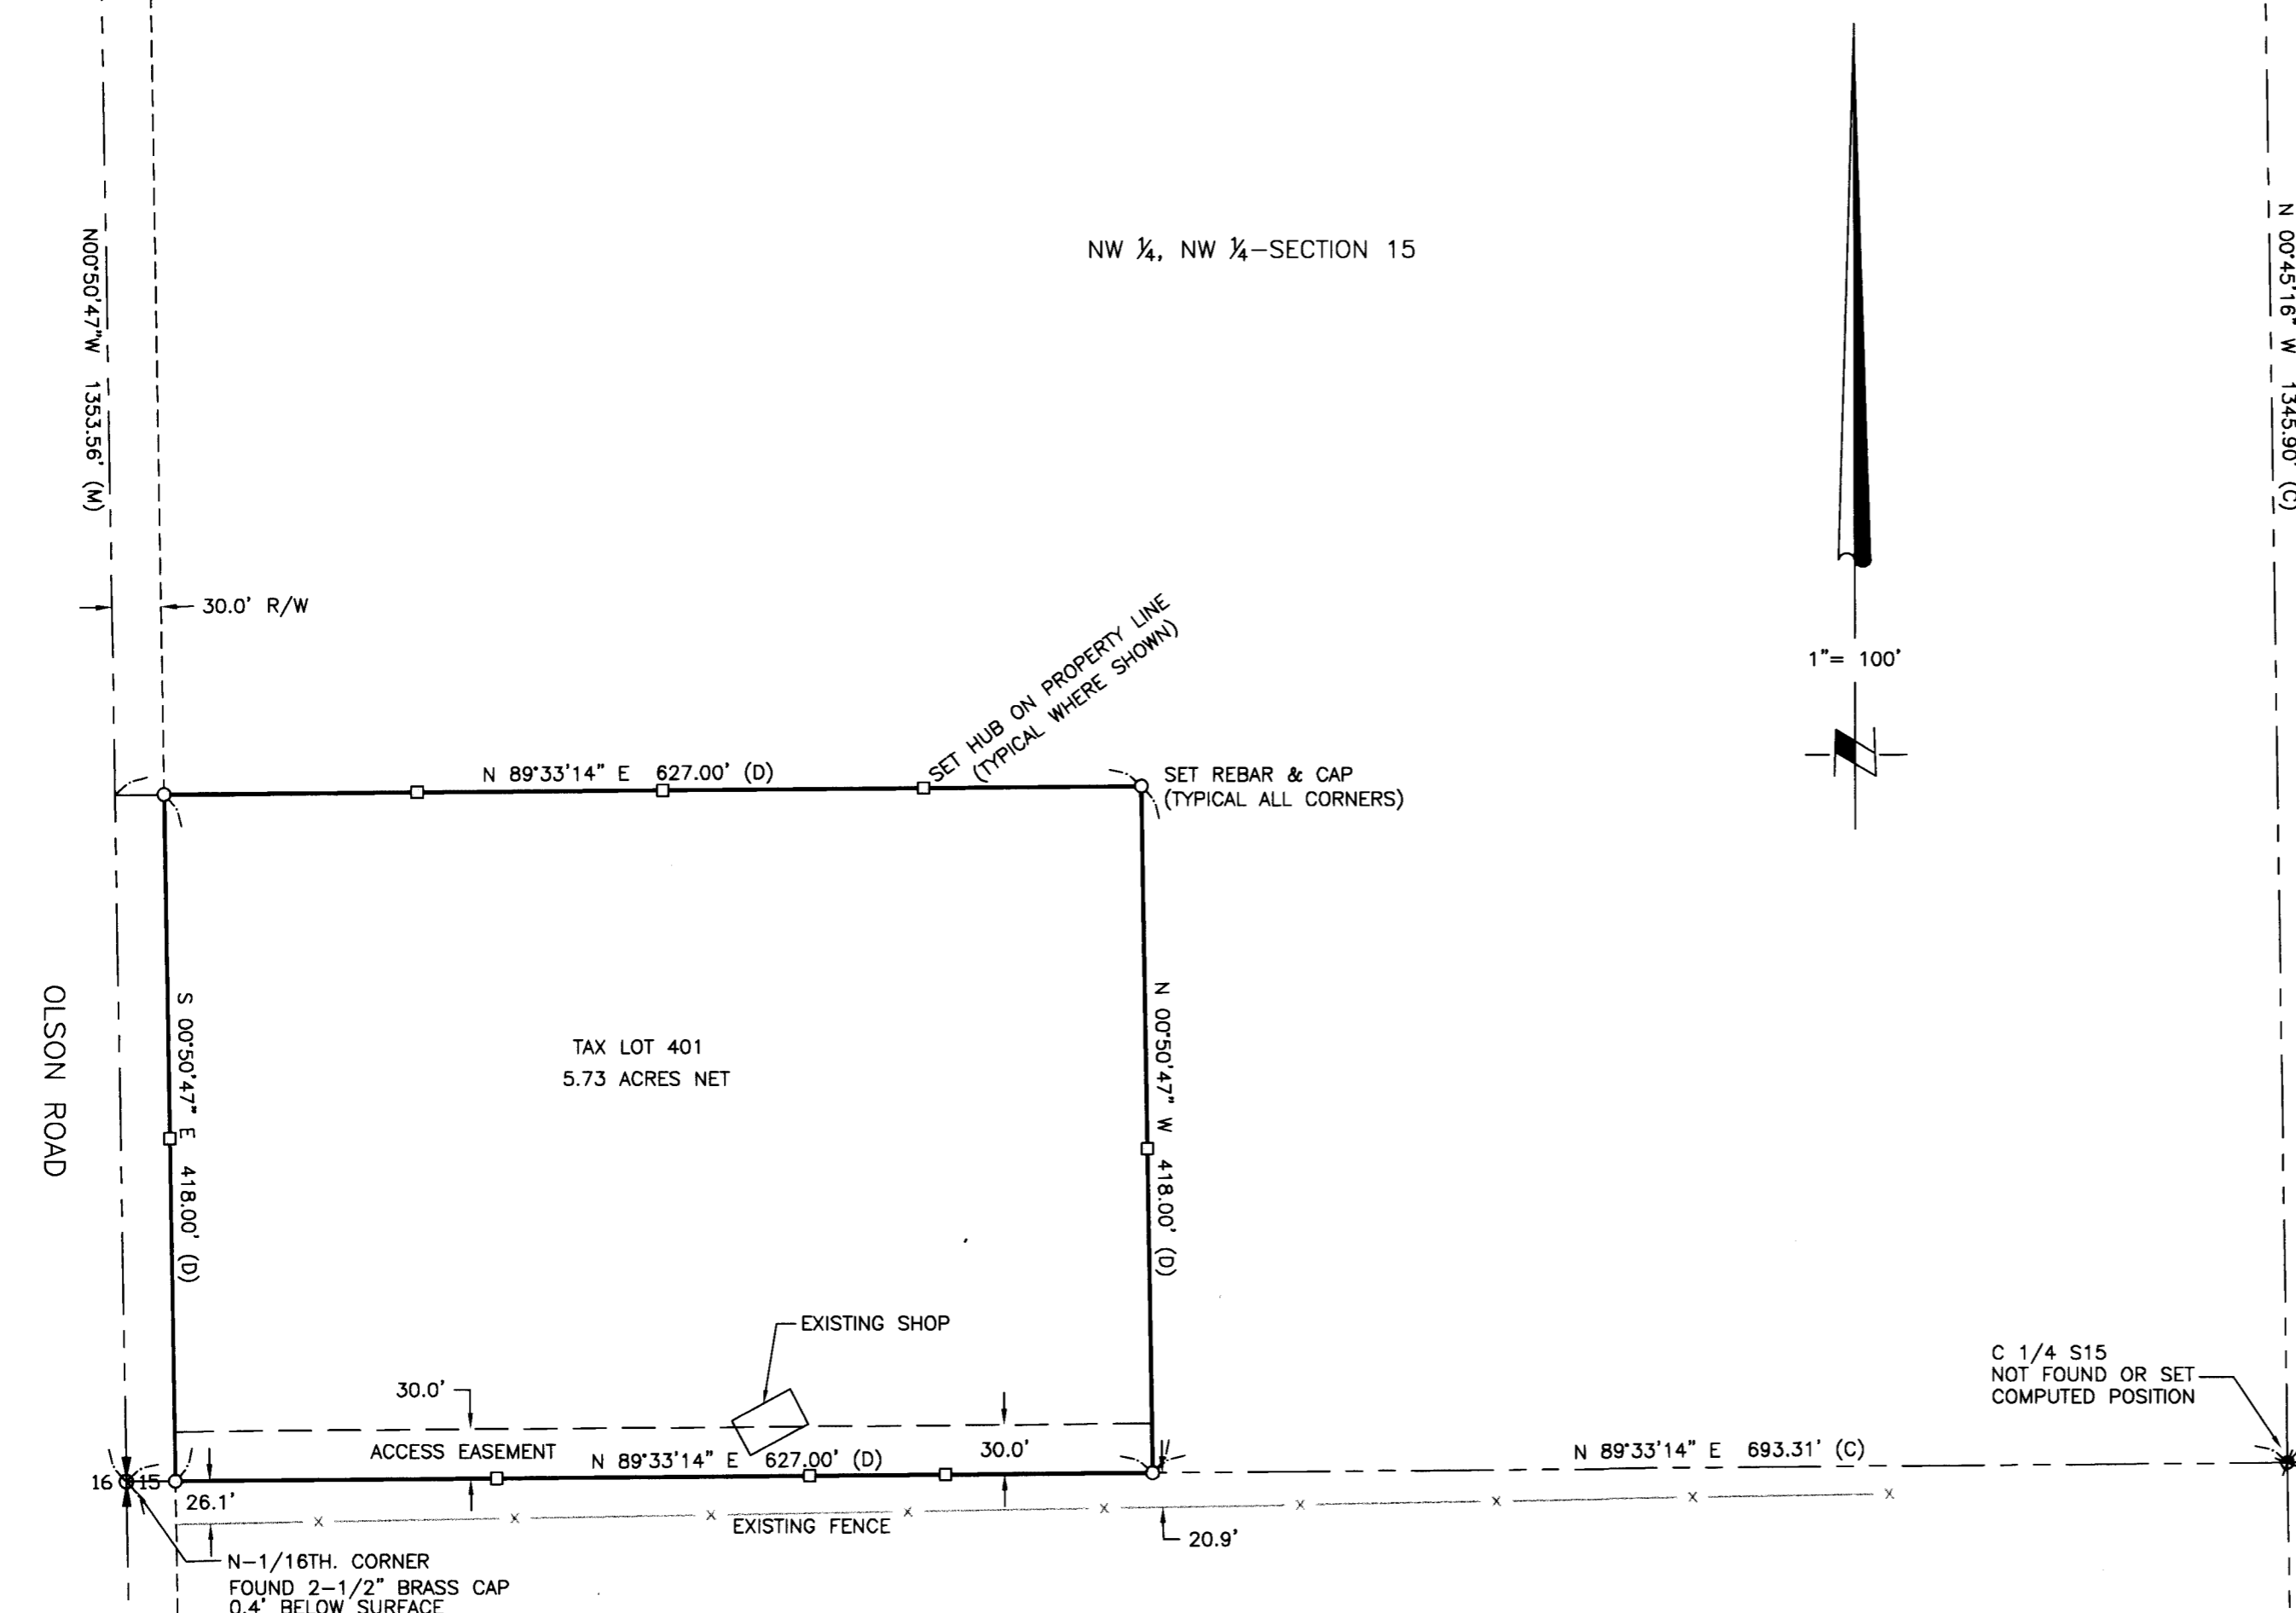 NW ¼, NW ¼-SECTION 15
N00°50'47"W 1353.56' (M)
N 00°45'16" W 1345.90' (C)
30.0' R/W
SET HUB ON PROPERTY LINE
(TYPICAL WHERE SHOWN)
1"= 100'
N 89°33'14" E 627.00' (D)
SET REBAR & CAP
(TYPICAL ALL CORNERS)
OLSON ROAD
S 00°50'47" E 418.00' (D)
TAX LOT 401
5.73 ACRES NET
N 00°50'47" W 418.00' (D)
EXISTING SHOP
C 1/4 S15
NOT FOUND OR SET
COMPUTED POSITION
30.0'
ACCESS EASEMENT
N 89°33'14" E 627.00' (D)
30.0'
N 89°33'14" E 693.31' (C)
16 15
26.1'
EXISTING FENCE
20.9'
N-1/16TH. CORNER
FOUND 2-1/2" BRASS CAP
0.4' BELOW SURFACE